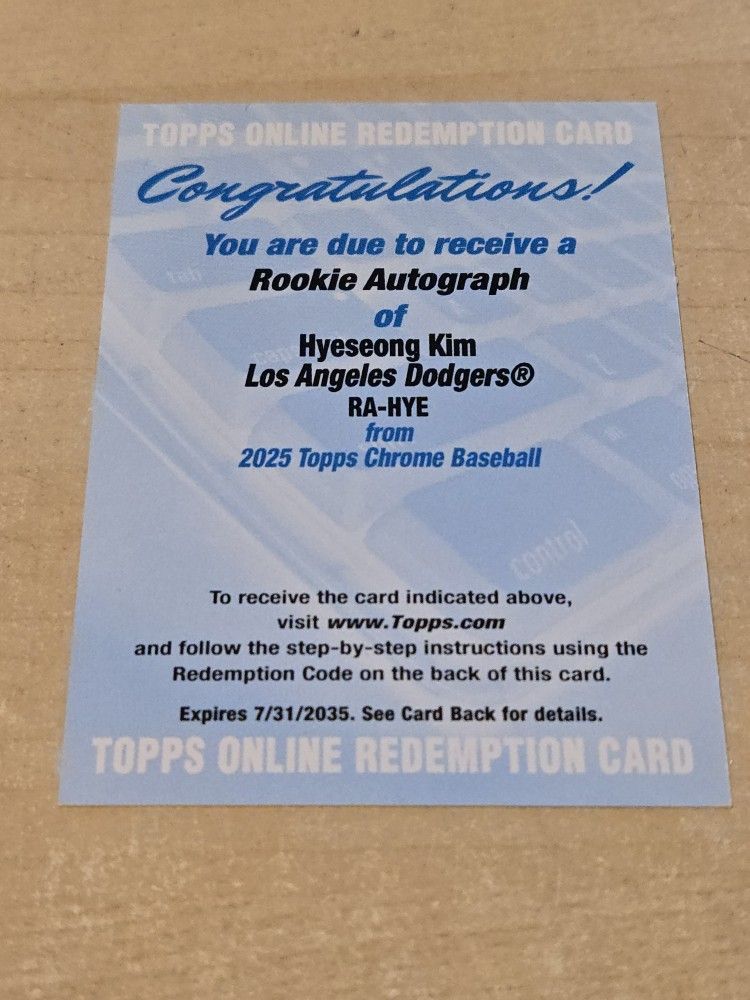 TOPPS ONLINE REDEMPTION CARD
Congratulations!
You are due to receive a
Rookie Autograph
of
Hyeseong Kim
Los Angeles Dodgers®
RA-HYE
from
2025 Topps Chrome Baseball
control
To receive the card indicated above,
visit www.Topps.com
and follow the step-by-step instructions using the
Redemption Code on the back of this card.
Expires 7/31/2035. See Card Back for details.
TOPPS ONLINE REDEMPTION CARD